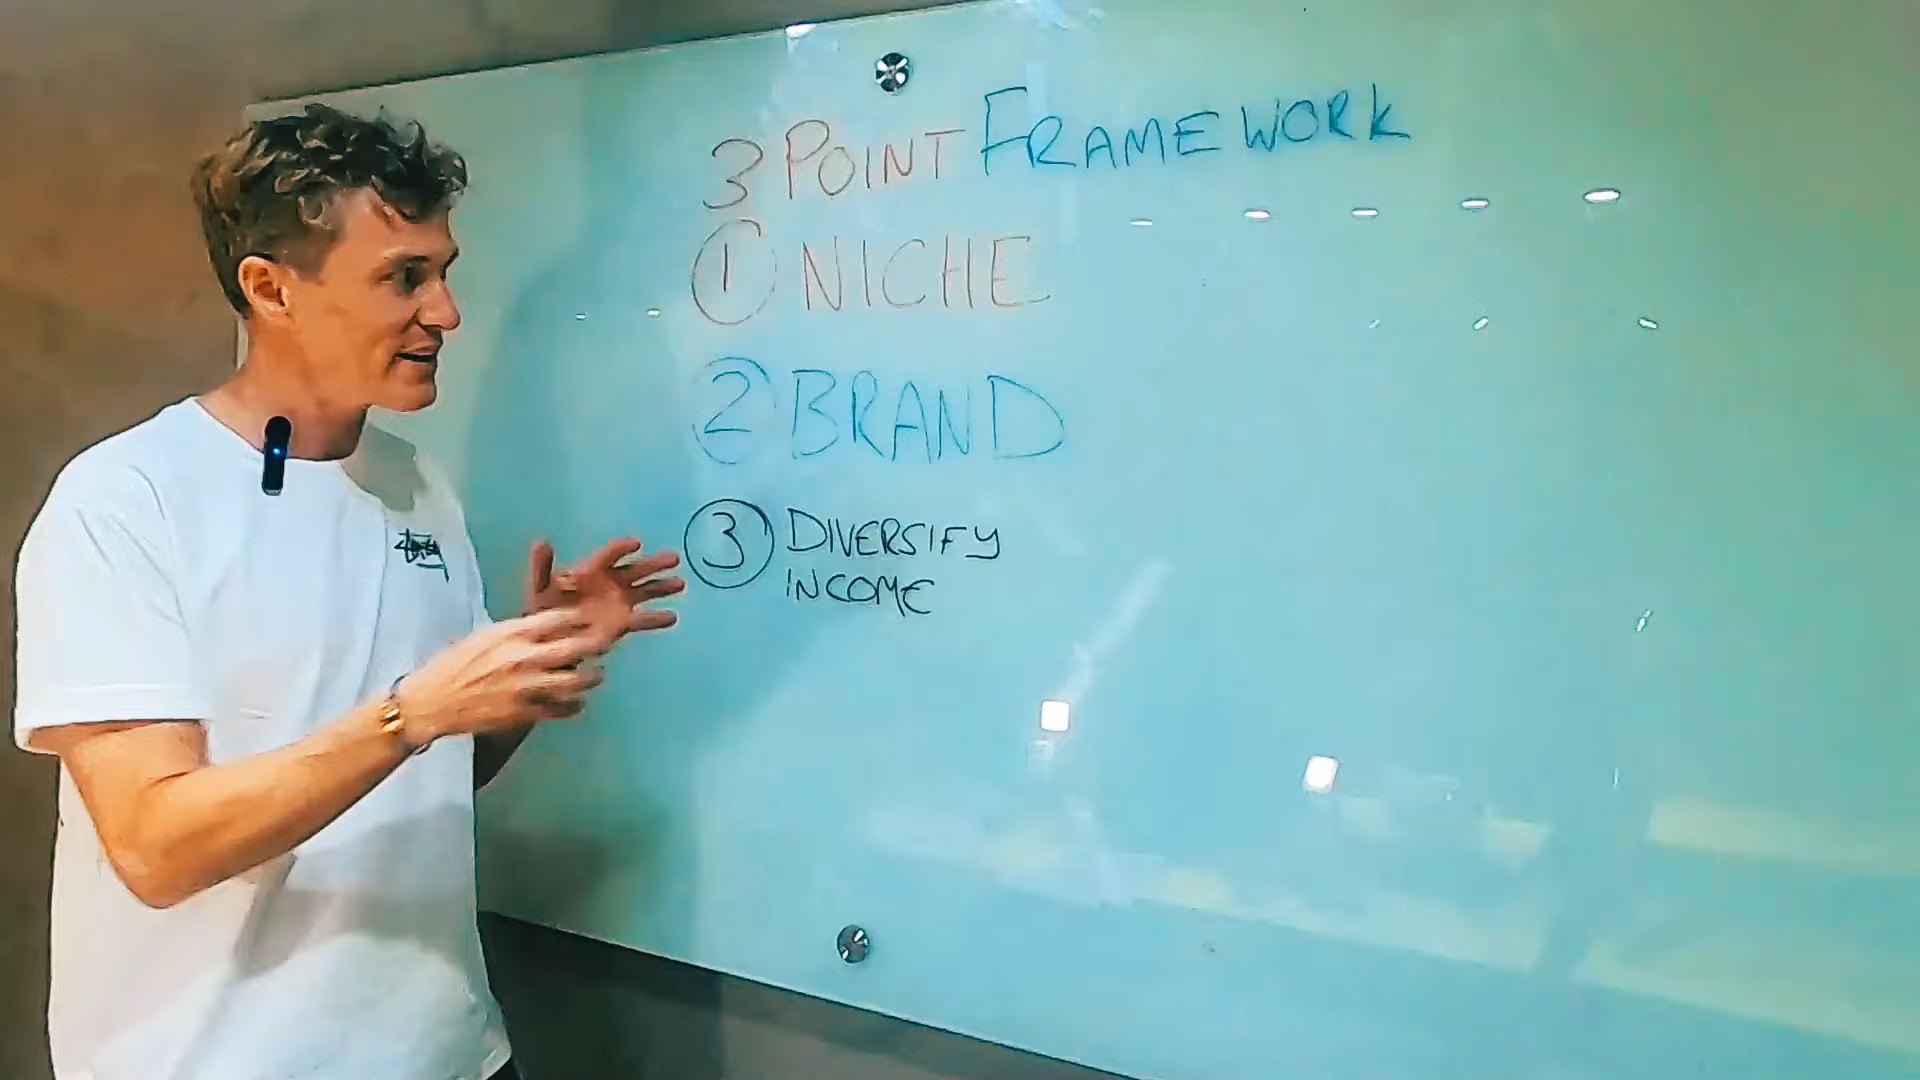 3 POINT FRAMEWORK
① NICHE
② BRAND
③ DIVERSIFY
INCOME